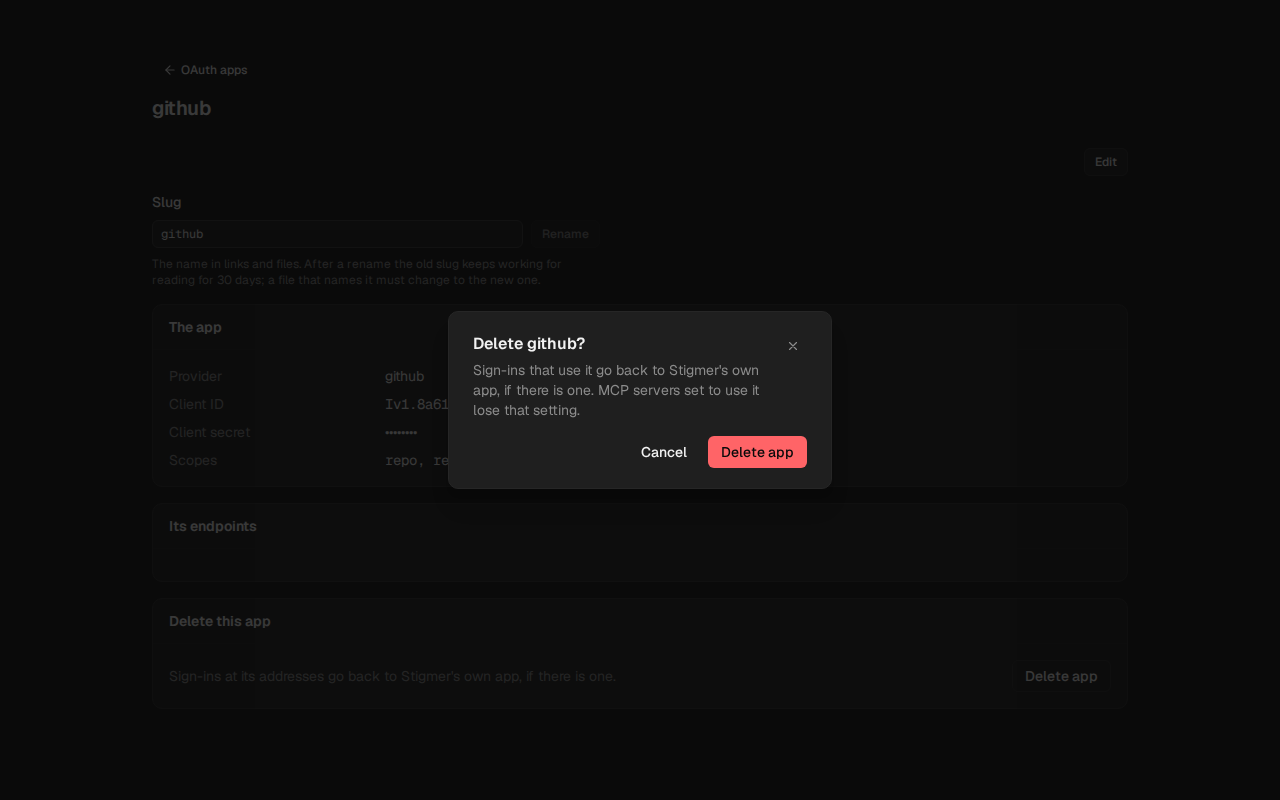 OAuth apps
github
Edit
Slug
github
Rename
The name in links and files. After a rename the old slug keeps working for
reading for 30 days; a file that names it must change to the new one.
The app
Provider
github
Client ID
Iv1.8a61
Client secret
••••••••
Scopes
repo, re
Delete github?
Sign-ins that use it go back to Stigmer's own
app, if there is one. MCP servers set to use it
lose that setting.
Cancel
Delete app
Its endpoints
Delete this app
Sign-ins at its addresses go back to Stigmer's own app, if there is one.
Delete app